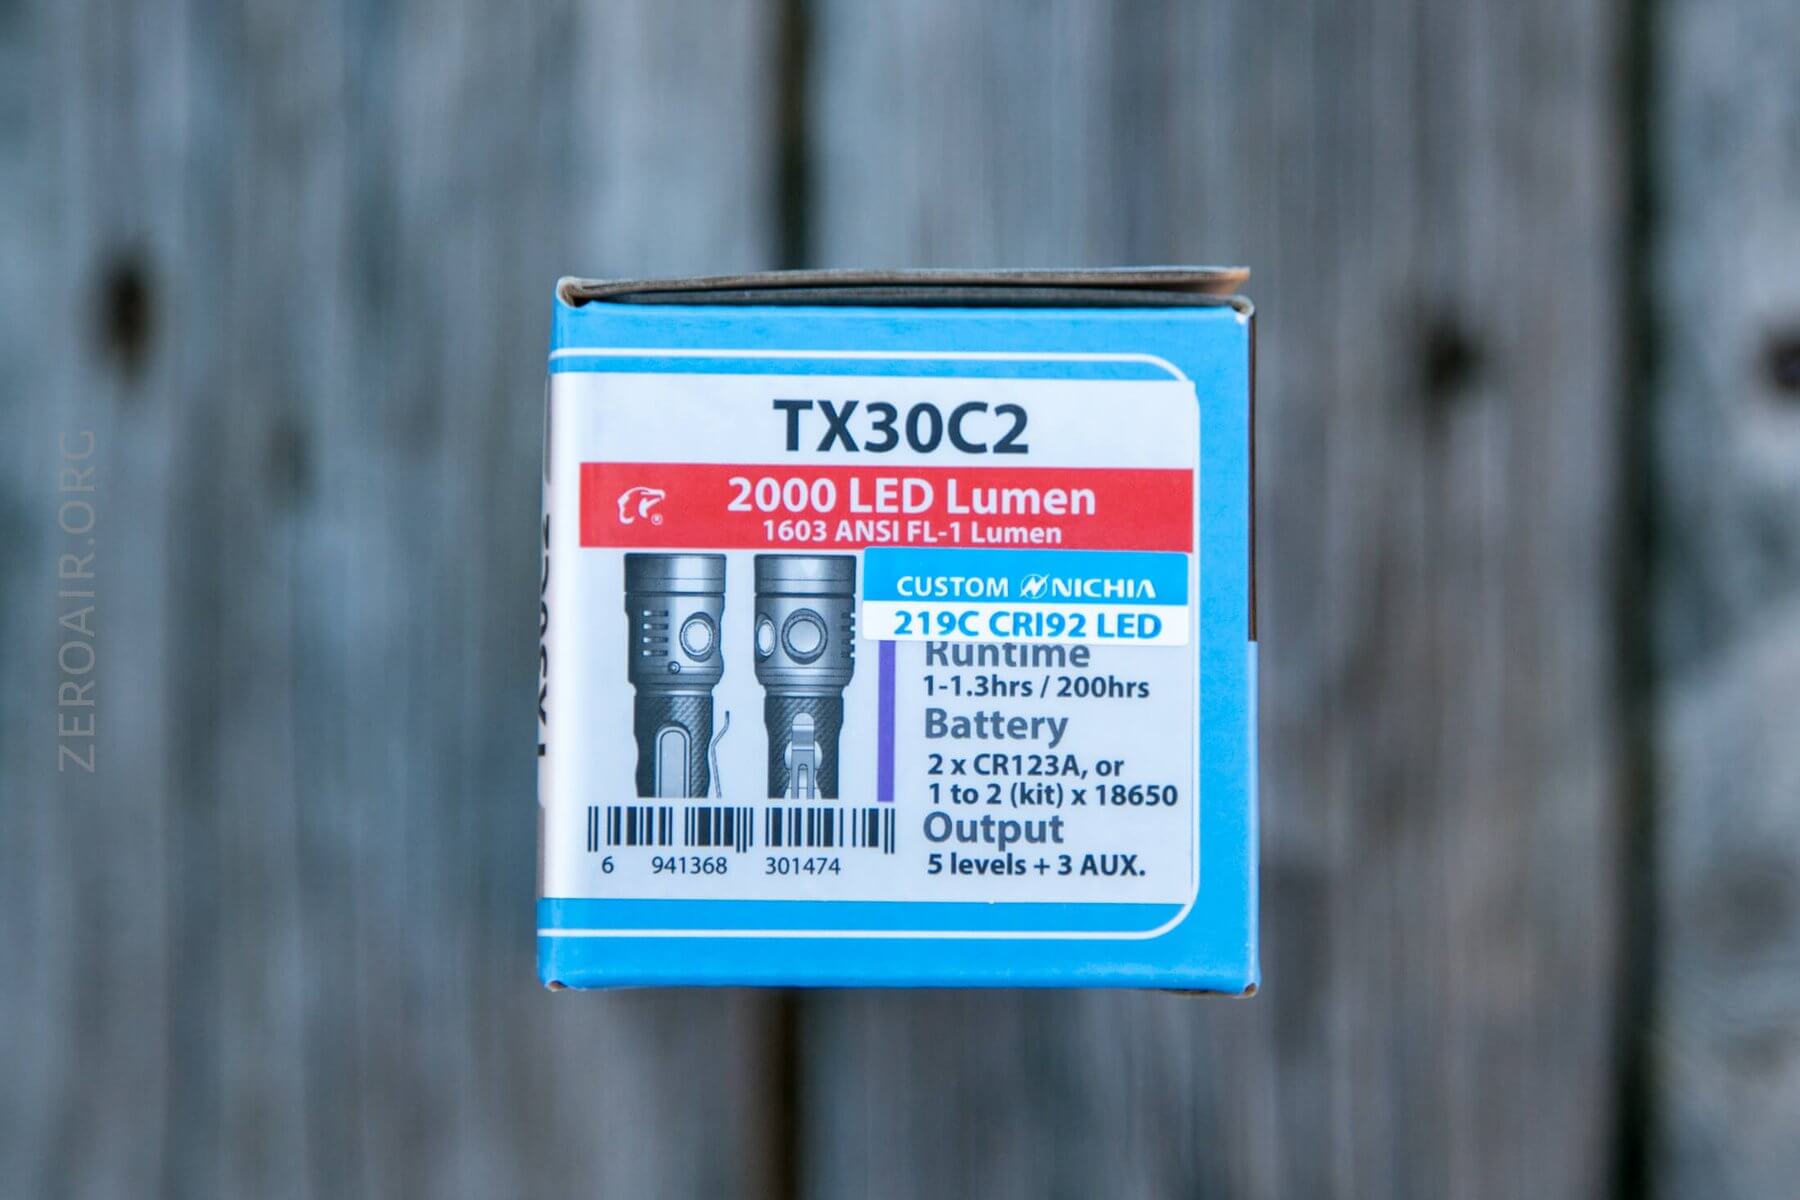 TX30C2
2000 LED Lumen
1603 ANSI FL-1 Lumen
CUSTOM NICHIA
219C CRI92 LED
Runtime
1-1.3hrs / 200hrs
Battery
2 x CR123A, or
1 to 2 (kit) x 18650
Output
5 levels + 3 AUX.
6 941368 301474
TX30C2
ZEROAIR.ORG